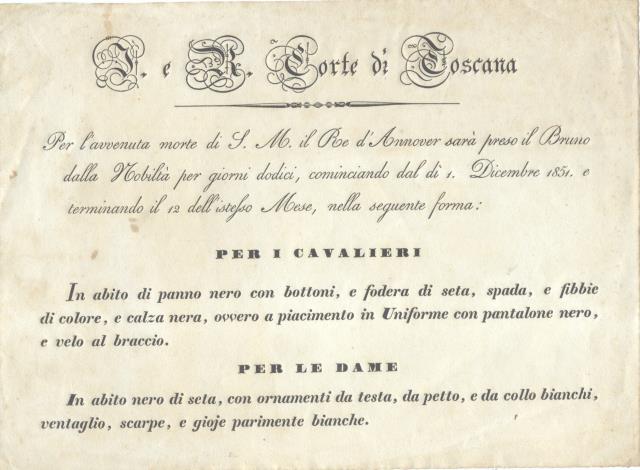 I. e R. Corte di Toscana
Per l'avvenuta morte di S. M. il Re d'Annover sarà preso il Bruno
dalla Nobilià per giorni dodici, cominciando dal dì 1. Dicembre 1851. e
terminando il 12 dell'istesso Mese, nella seguente forma:
PER I CAVALIERI
In abito di panno nero con bottoni, e fodera di seta, spada, e fibbie
di colore, e calza nera, ovvero a piacimento in Uniforme con pantalone nero,
e velo al braccio.
PER LE DAME
In abito nero di seta, con ornamenti da testa, da petto, e da collo bianchi,
ventaglio, scarpe, e gioje parimente bianche.